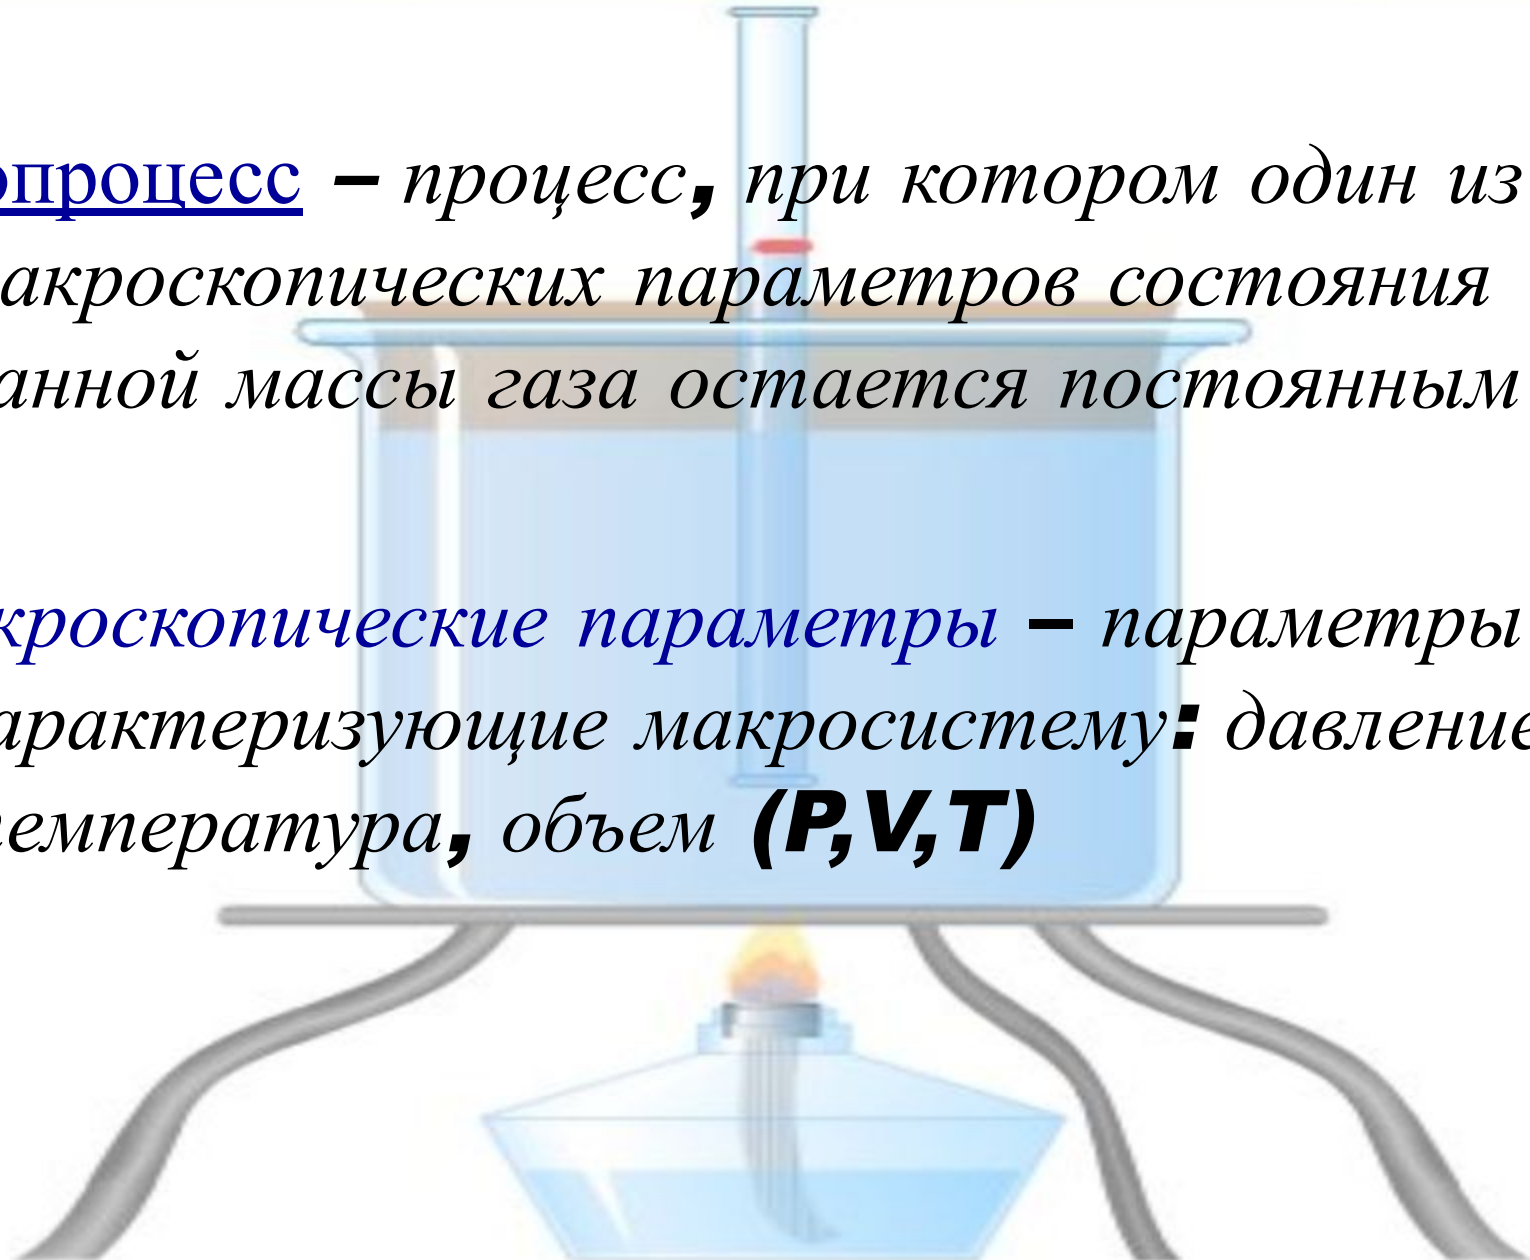 опроцесс – процесс, при котором один из
акроскопических параметров состояния
анной массы газа остается постоянным
кроскопические параметры – параметры
арактеризующие макросистему: давление
емпература, объем (P,V,T)